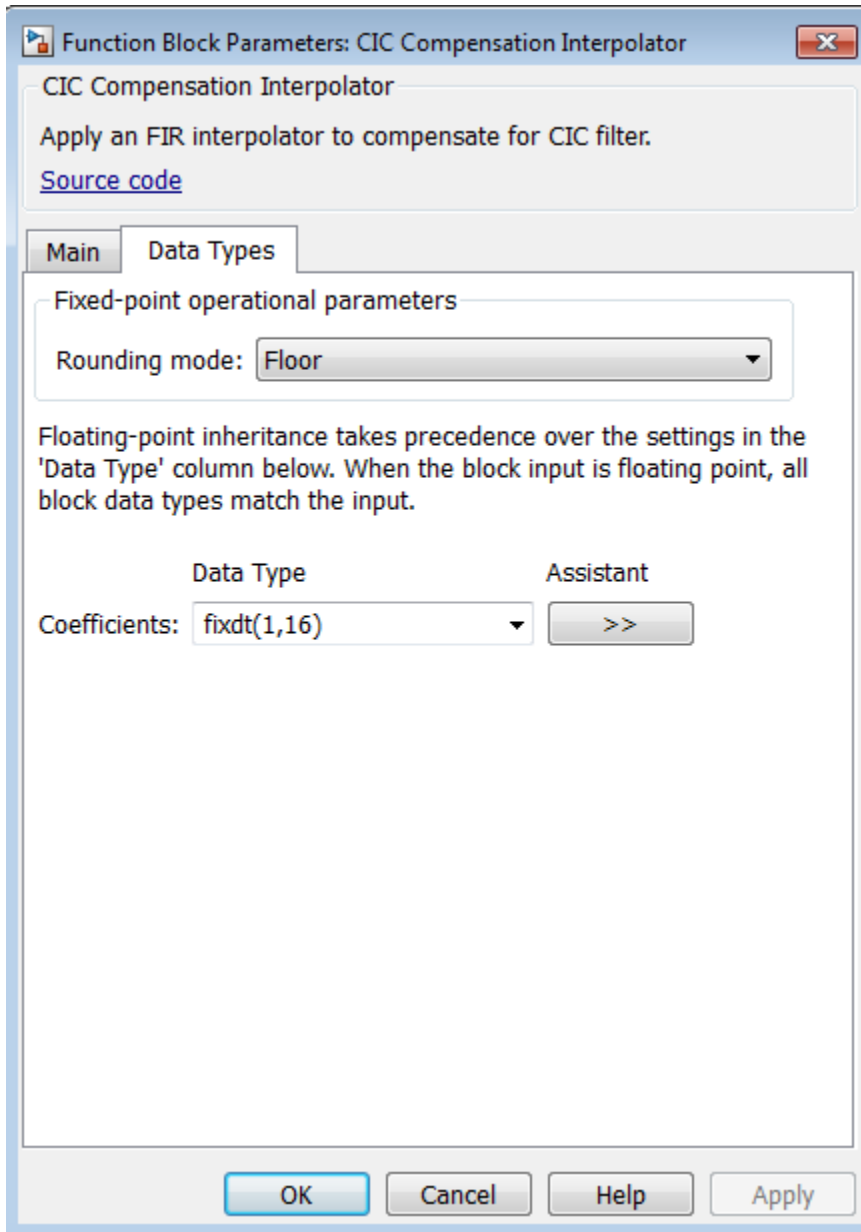 Function Block Parameters: CIC Compensation Interpolator
CIC Compensation Interpolator
Apply an FIR interpolator to compensate for CIC filter.
Source code
Main Data Types
Fixed-point operational parameters
Rounding mode: Floor
Floating-point inheritance takes precedence over the settings in the
'Data Type' column below. When the block input is floating point, all
block data types match the input.
Data Type Assistant
Coefficients: fixdt(1,16) >>
OK Cancel Help Apply